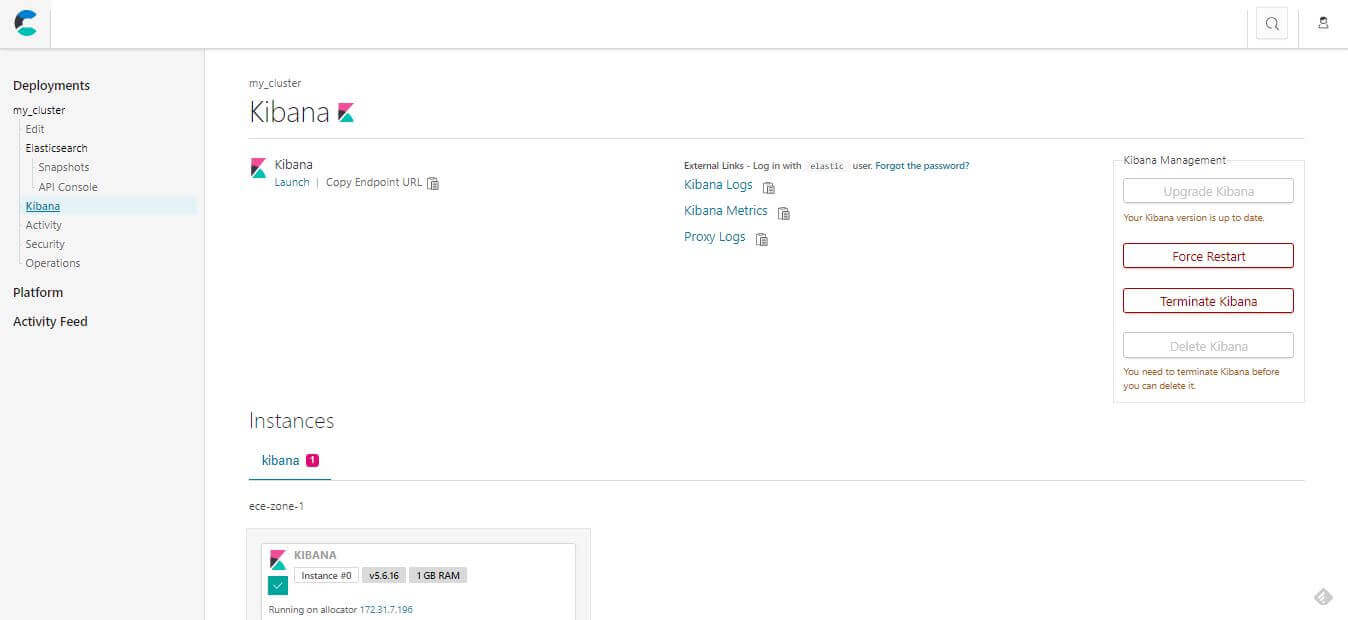 Deployments
my_cluster
Edit
Elasticsearch
Snapshots
API Console
Kibana
Activity
Security
Operations
Platform
Activity Feed
my_cluster
Kibana
Kibana
Launch | Copy Endpoint URL
External Links - Log in with elastic user. Forgot the password?
Kibana Logs
Kibana Metrics
Proxy Logs
Kibana Management
Upgrade Kibana
Your Kibana version is up to date.
Force Restart
Terminate Kibana
Delete Kibana
You need to terminate Kibana before
you can delete it.
Instances
kibana 1
ece-zone-1
KIBANA
Instance #0 v5.6.16 1 GB RAM
Running on allocator 172.31.7.196